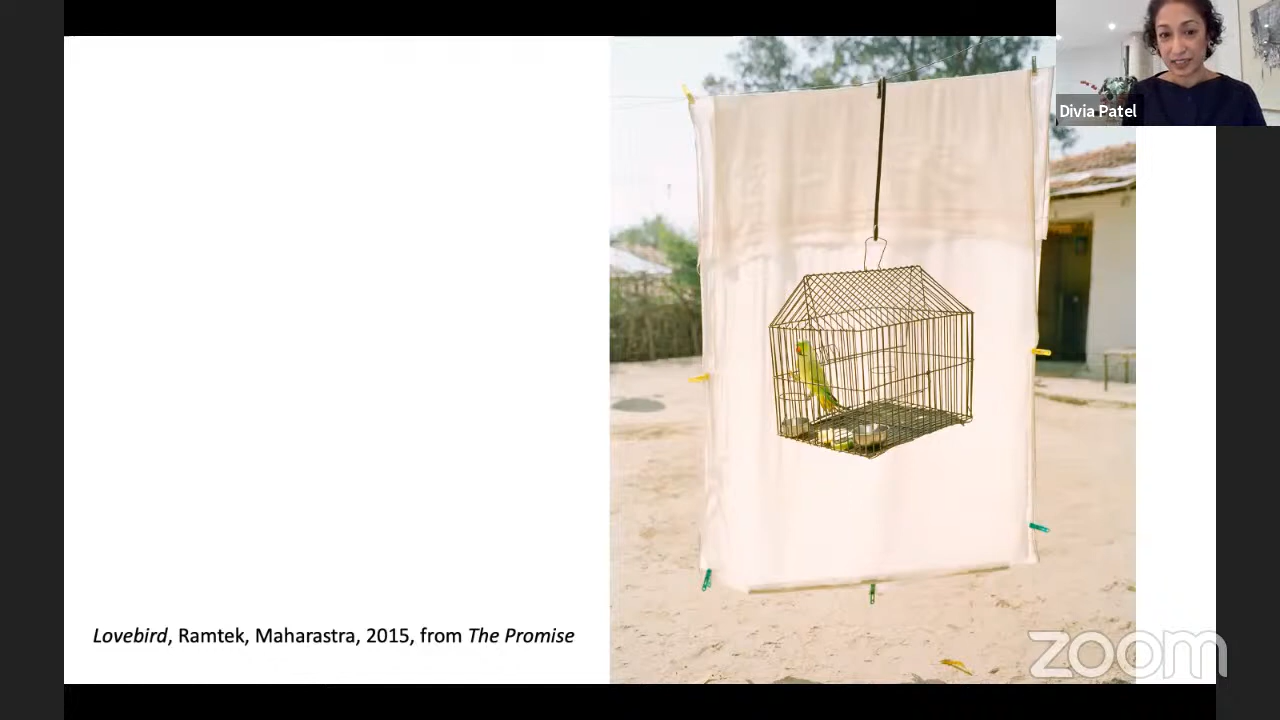 Divia Patel
Lovebird, Ramtek, Maharastra, 2015, from The Promise
zoom